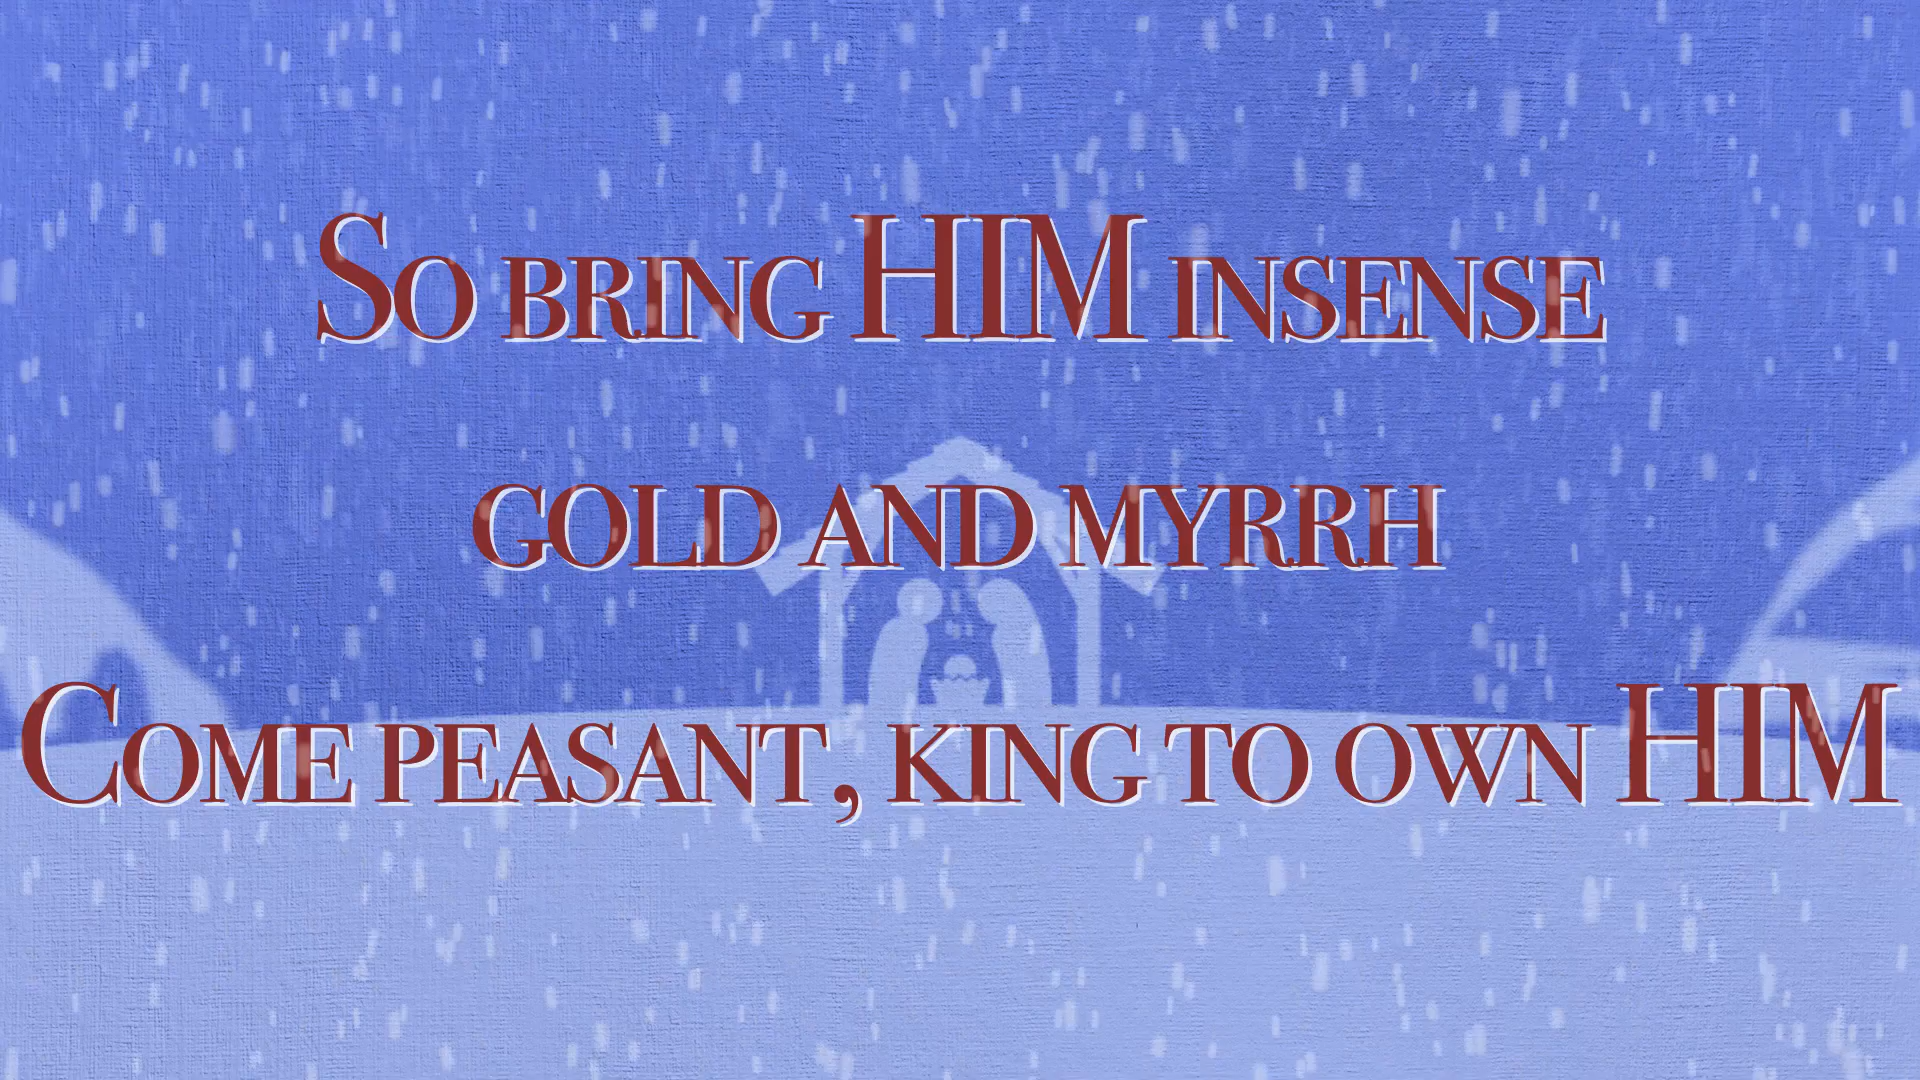 So bring HIM insense
gold and myrrh
Come peasant, king to own HIM